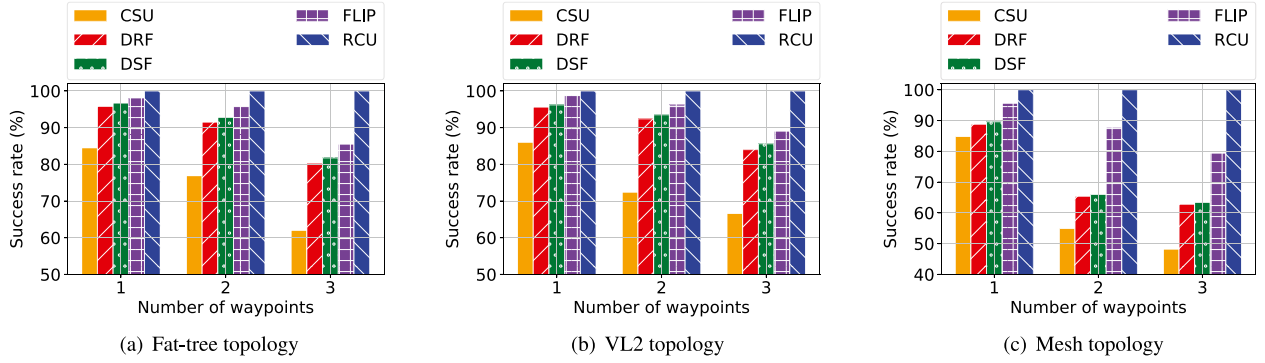 CSU
DRF
DSF
FLIP
RCU
Success rate (%)
100
90
80
70
60
50
1 2 3
Number of waypoints
(a) Fat-tree topology
CSU
DRF
DSF
FLIP
RCU
Success rate (%)
100
90
80
70
60
50
1 2 3
Number of waypoints
(b) VL2 topology
CSU
DRF
DSF
FLIP
RCU
Success rate (%)
100
90
80
70
60
50
40
1 2 3
Number of waypoints
(c) Mesh topology